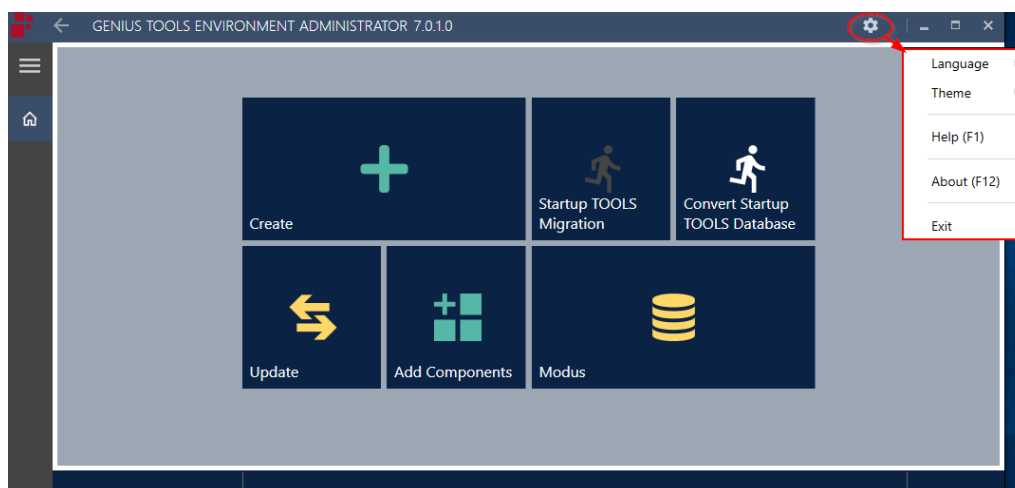 GENIUS TOOLS ENVIRONMENT ADMINISTRATOR 7.0.1.0
Language
Theme
Help (F1)
About (F12)
Exit
Create
Startup TOOLS
Migration
Convert Startup
TOOLS Database
Update
Add Components
Modus